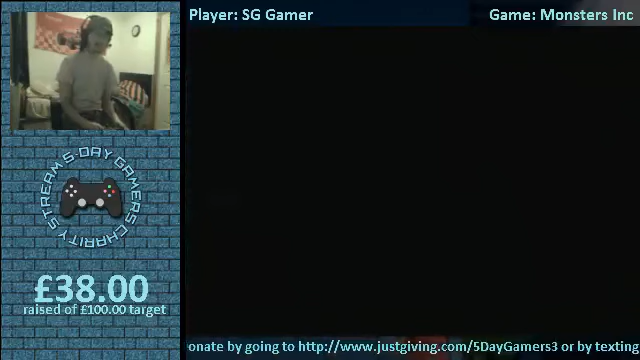 Player: SG Gamer
Game: Monsters Inc
5-DAY GAMERS CHARITY STREAM
£38.00
raised of £100.00 target
onate by going to http://www.justgiving.com/5DayGamers3 or by texting